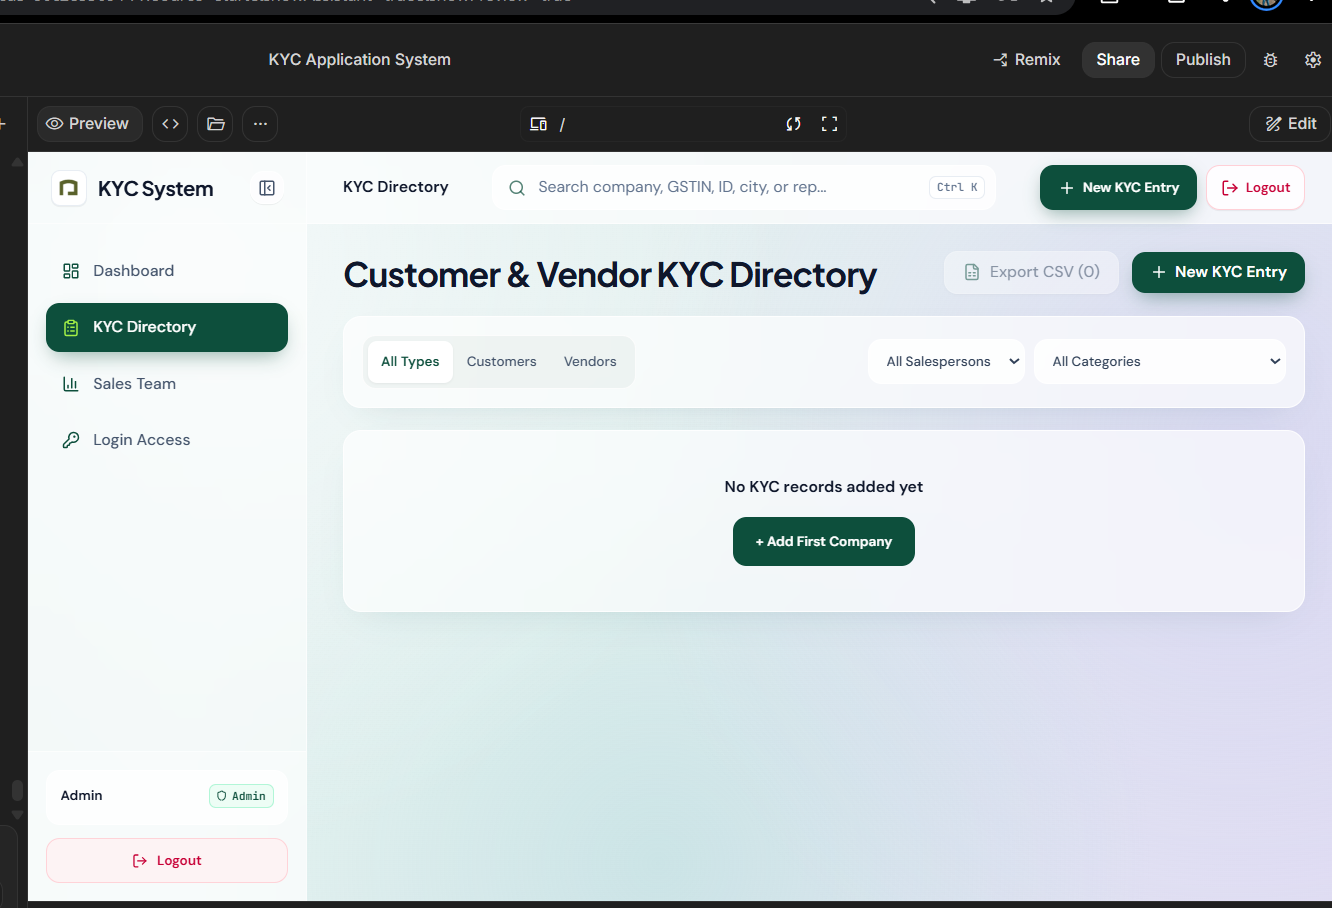 KYC Application System
Remix
Share
Publish
Preview
/
Edit
KYC System
KYC Directory
Search company, GSTIN, ID, city, or rep...
Ctrl K
New KYC Entry
Logout
Dashboard
KYC Directory
Sales Team
Login Access
Customer & Vendor KYC Directory
Export CSV (0)
New KYC Entry
All Types
Customers
Vendors
All Salespersons
All Categories
No KYC records added yet
+ Add First Company
Admin
Admin
Logout